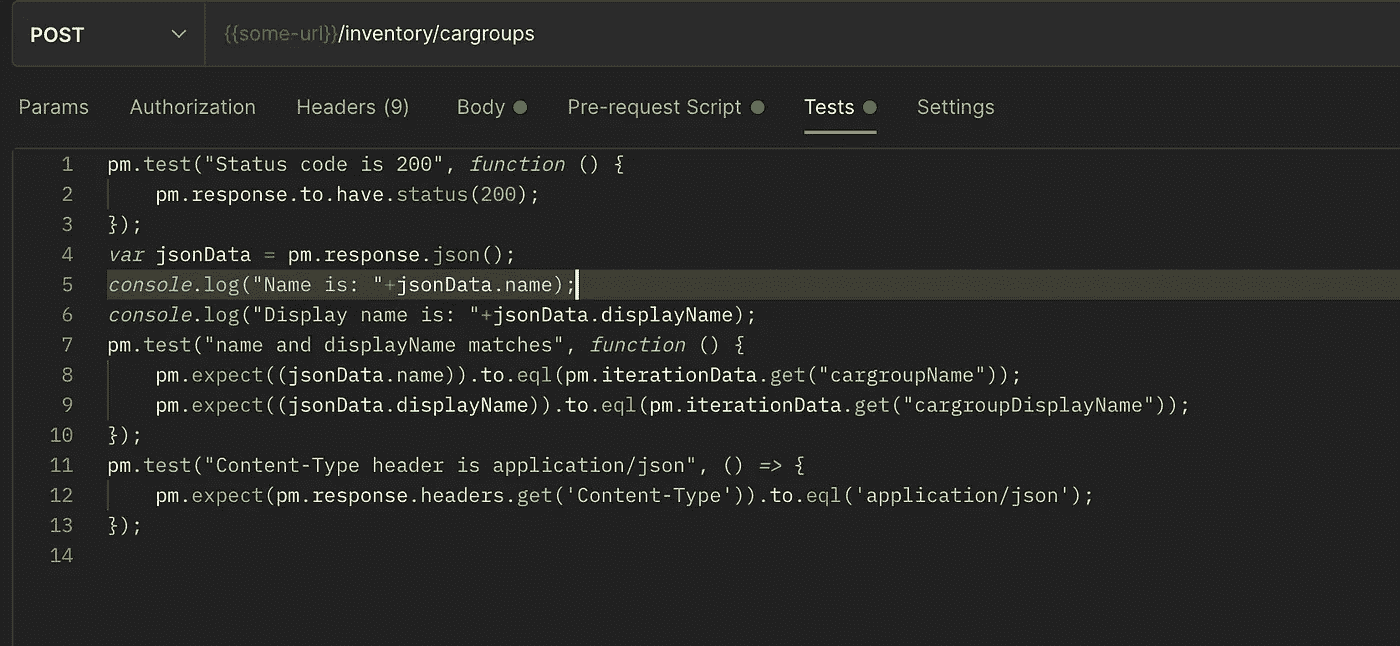 POST {{some-url}}/inventory/cargroups
Params Authorization Headers (9) Body Pre-request Script Tests Settings
1 pm.test("Status code is 200", function () {
2 pm.response.to.have.status(200);
3 });
4 var jsonData = pm.response.json();
5 console.log("Name is: "+jsonData.name);
6 console.log("Display name is: "+jsonData.displayName);
7 pm.test("name and displayName matches", function () {
8 pm.expect((jsonData.name)).to.eql(pm.iterationData.get("cargroupName"));
9 pm.expect((jsonData.displayName)).to.eql(pm.iterationData.get("cargroupDisplayName"));
10 });
11 pm.test("Content-Type header is application/json", () => {
12 pm.expect(pm.response.headers.get('Content-Type')).to.eql('application/json');
13 });
14